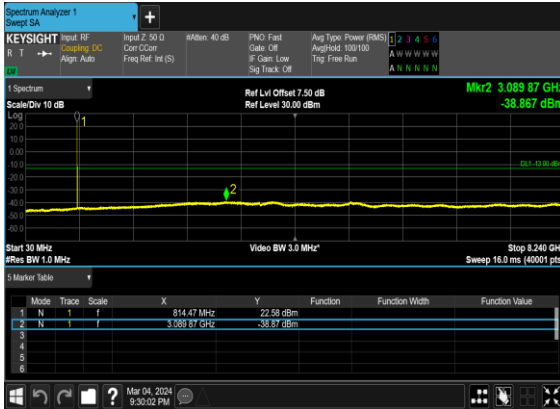 Spectrum Analyzer 1
Swept SA
KEYSIGHT Input: RF Input Z: 50 Ω #Atten: 40 dB PNO: Fast Avg Type: Power (RMS) 1 2 3 4 5 6
R T Coupling: DC Corr CCorr Gate: Off Avg|Hold: 100/100 A W W W W W
Align: Auto Freq Ref: Int (S) IF Gain: Low Trig: Free Run
LXI Sig Track: Off A N N N N N
1 Spectrum Ref Lvl Offset 7.50 dB Mkr2 3.089 87 GHz
Scale/Div 10 dB Ref Level 30.00 dBm -38.867 dBm
Log
1
20.0
10.0
0.00
-10.0
DL1 -13.00 dBm
-20.0
-30.0
2
-40.0
-50.0
-60.0
Start 30 MHz Video BW 3.0 MHz* Stop 8.240 GH
#Res BW 1.0 MHz Sweep 16.0 ms (40001 pts
5 Marker Table
Mode Trace Scale X Y Function Function Width Function Value
1 N 1 f 814.47 MHz 22.58 dBm
2 N 1 f 3.089 87 GHz -38.87 dBm
3
4
5
6
? Mar 04, 2024
9:30:02 PM